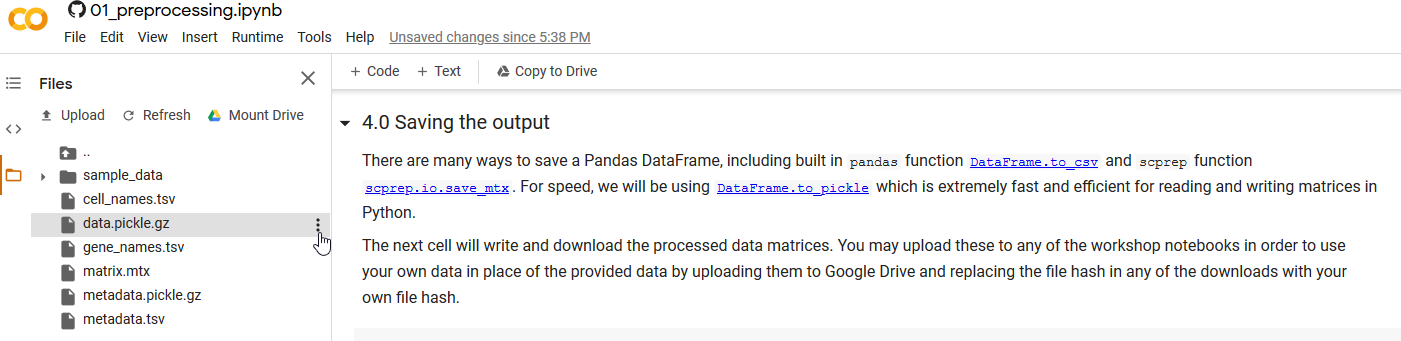 01_preprocessing.ipynb
File Edit View Insert Runtime Tools Help Unsaved changes since 5:38 PM
Files
Upload Refresh Mount Drive
..
sample_data
cell_names.tsv
data.pickle.gz
gene_names.tsv
matrix.mtx
metadata.pickle.gz
metadata.tsv
+ Code + Text Copy to Drive
4.0 Saving the output
There are many ways to save a Pandas DataFrame, including built in pandas function DataFrame.to_csv and scprep function
scprep.io.save_mtx. For speed, we will be using DataFrame.to_pickle which is extremely fast and efficient for reading and writing matrices in
Python.
The next cell will write and download the processed data matrices. You may upload these to any of the workshop notebooks in order to use
your own data in place of the provided data by uploading them to Google Drive and replacing the file hash in any of the downloads with your
own file hash.